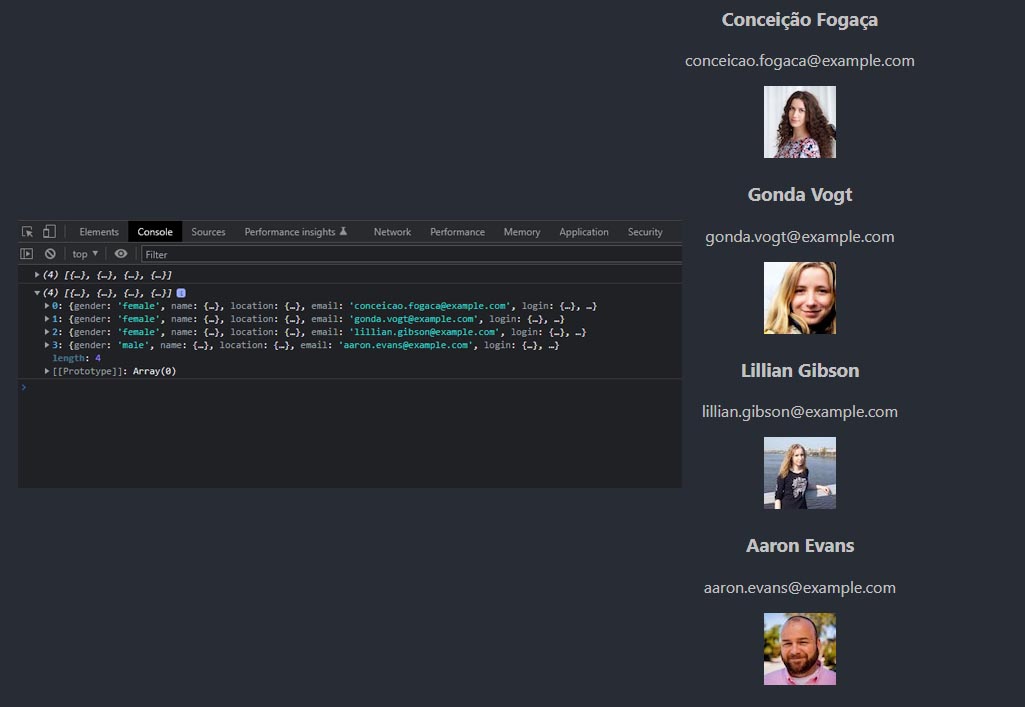 Elements Console Sources Performance insights Network Performance Memory Application Security
top ▼ Filter
▶ (4) [{…}, {…}, {…}, {…}]
▼ (4) [{…}, {…}, {…}, {…}] i
▶ 0: {gender: 'female', name: {…}, location: {…}, email: 'conceicao.fogaca@example.com', login: {…}, …}
▶ 1: {gender: 'female', name: {…}, location: {…}, email: 'gonda.vogt@example.com', login: {…}, …}
▶ 2: {gender: 'female', name: {…}, location: {…}, email: 'lillian.gibson@example.com', login: {…}, …}
▶ 3: {gender: 'male', name: {…}, location: {…}, email: 'aaron.evans@example.com', login: {…}, …}
length: 4
▶ [[Prototype]]: Array(0)
>
Conceição Fogaça
conceicao.fogaca@example.com
Gonda Vogt
gonda.vogt@example.com
Lillian Gibson
lillian.gibson@example.com
Aaron Evans
aaron.evans@example.com